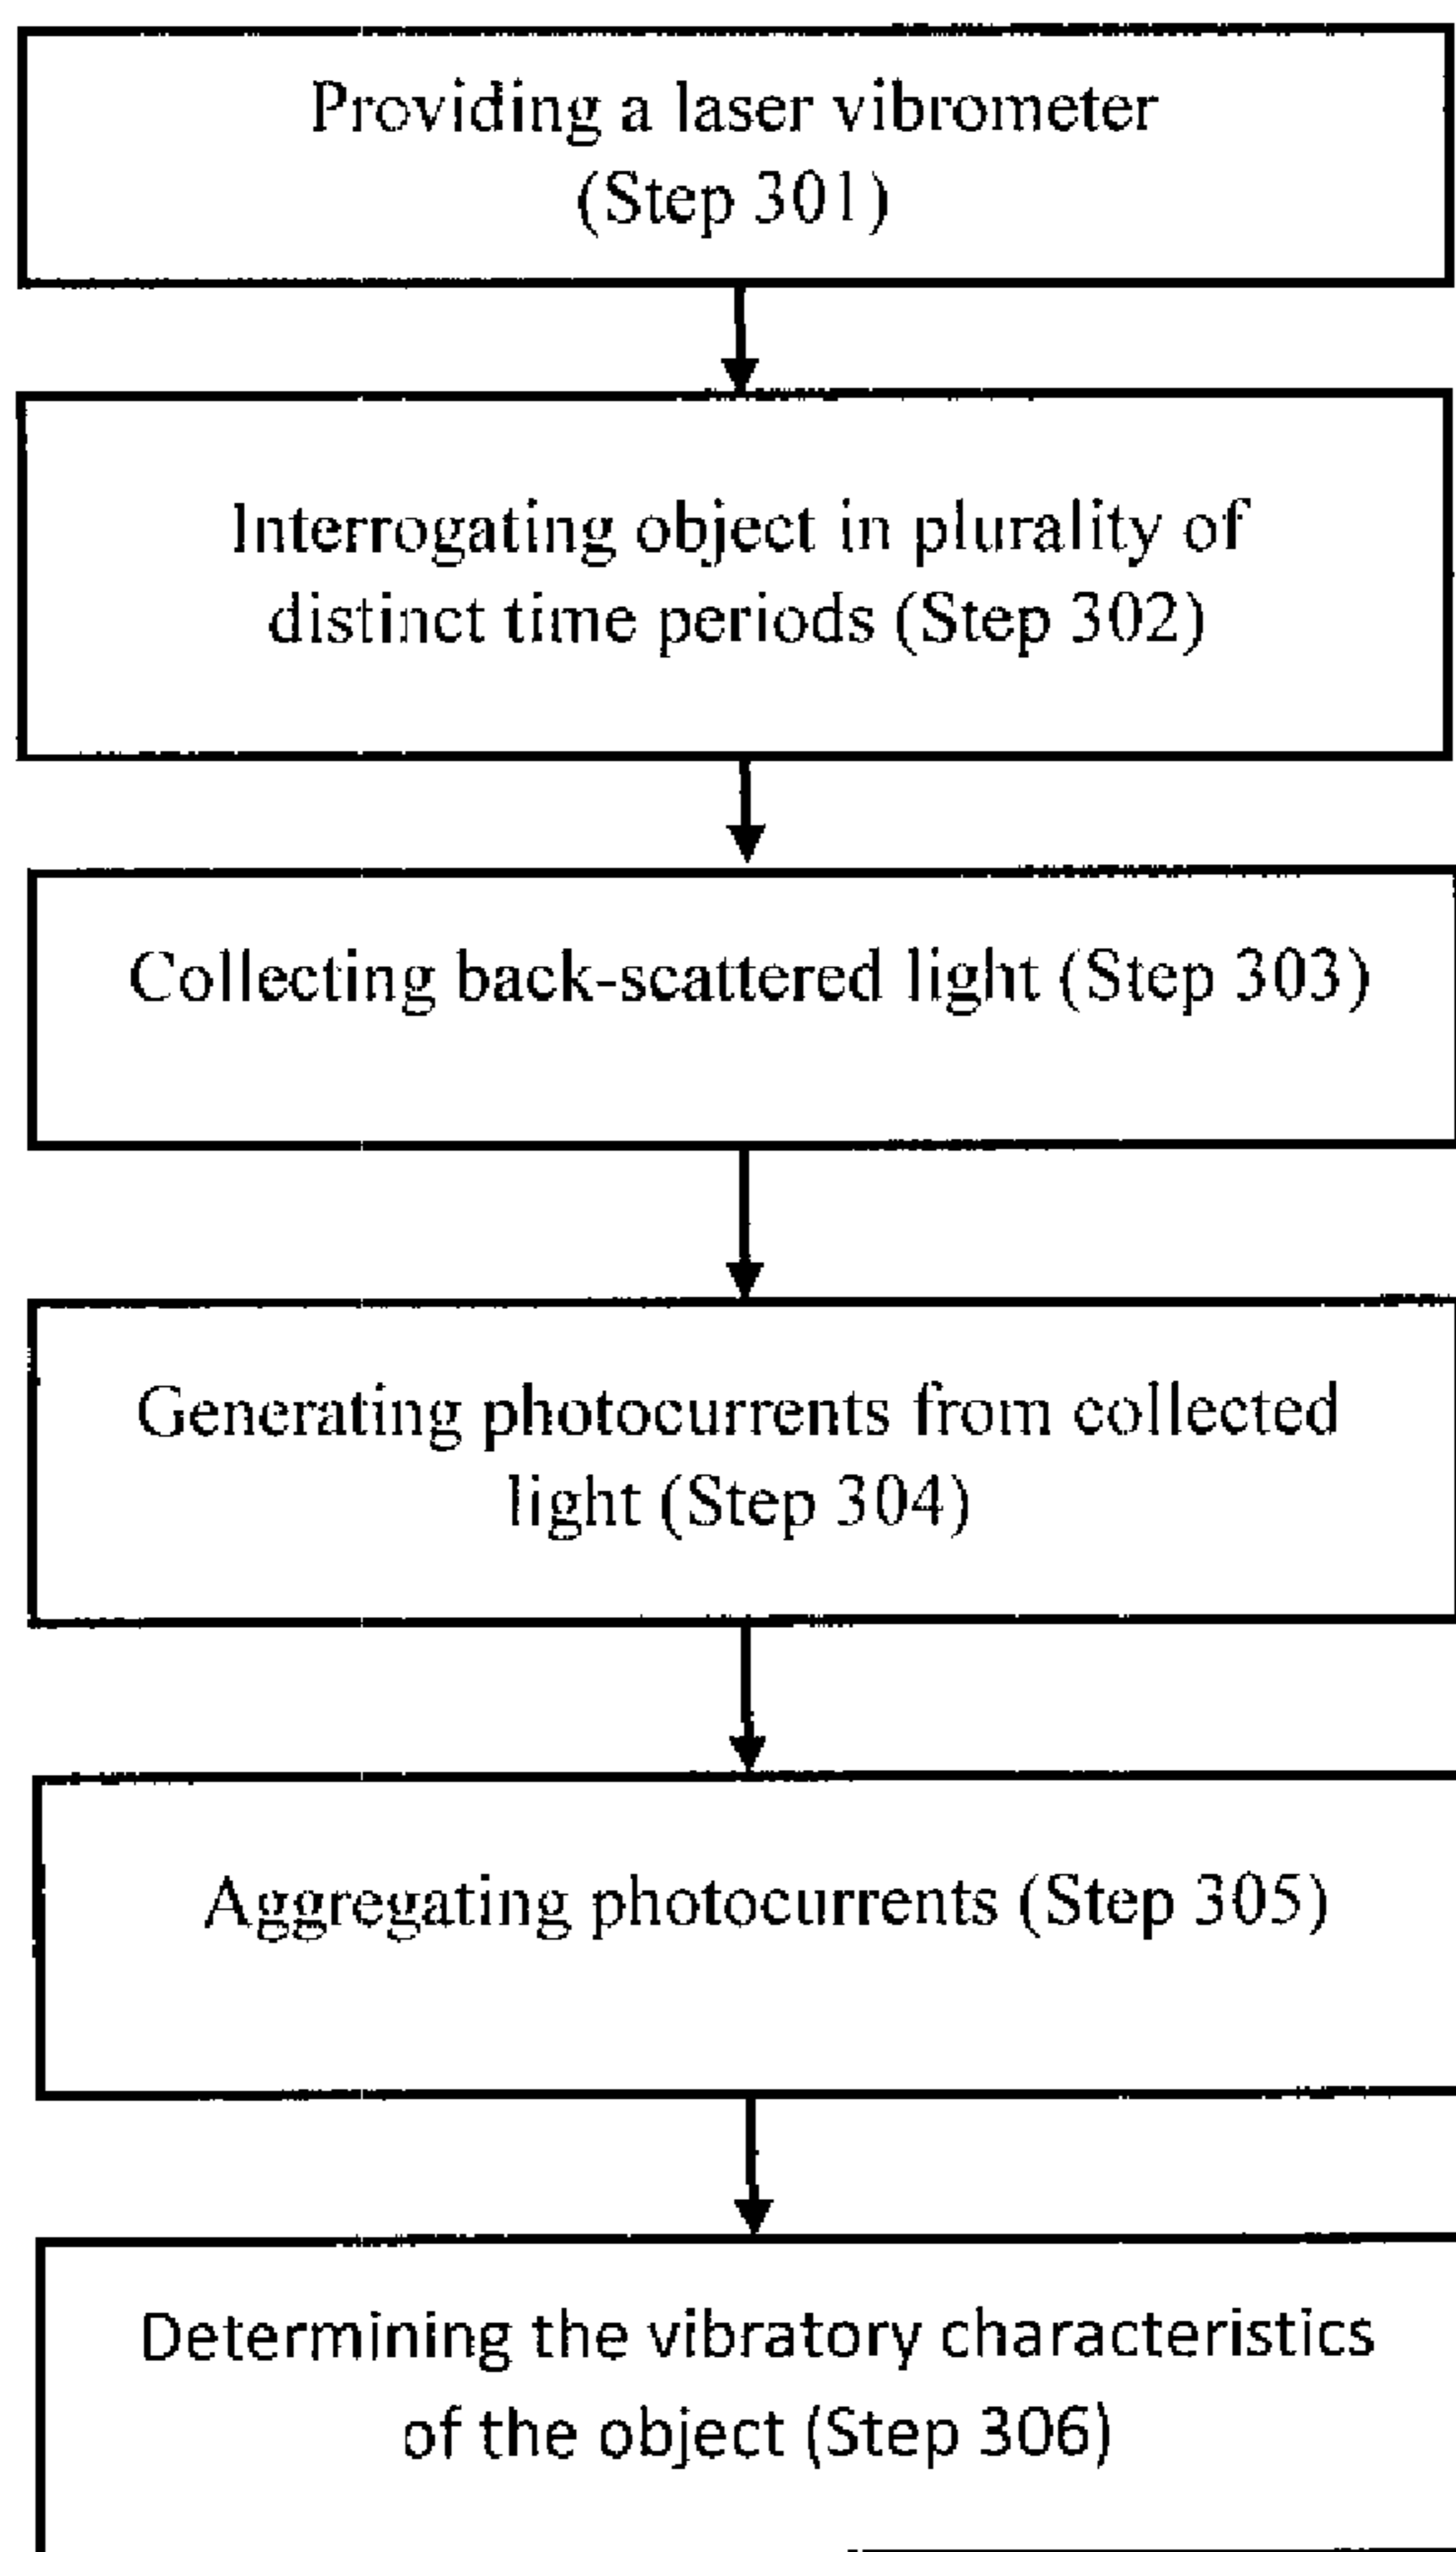 Providing a laser vibrometer
(Step 301)
Interrogating object in plurality of
distinct time periods (Step 302)
Collecting back-scattered light (Step 303)
Generating photocurrents from collected
light (Step 304)
Aggregating photocurrents (Step 305)
Determining the vibratory characteristics
of the object (Step 306)